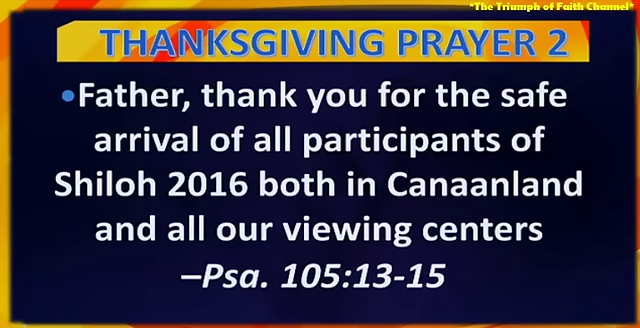 *The Triumph of Faith Channel*
THANKSGIVING PRAYER 2
•Father, thank you for the safe
arrival of all participants of
Shiloh 2016 both in Canaanland
and all our viewing centers
–Psa. 105:13-15